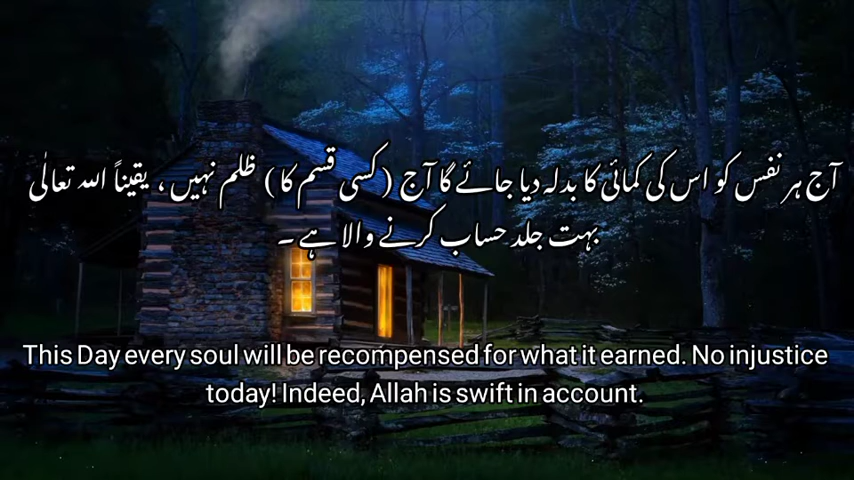 آج ہر نفس کو اس کی کمائی کا بدلہ دیا جائے گا آج (کسی قسم کا) ظلم نہیں، یقیناً اللہ تعالٰی
بہت جلد حساب کرنے والا ہے۔
This Day every soul will be recompensed for what it earned. No injustice
today! Indeed, Allah is swift in account.